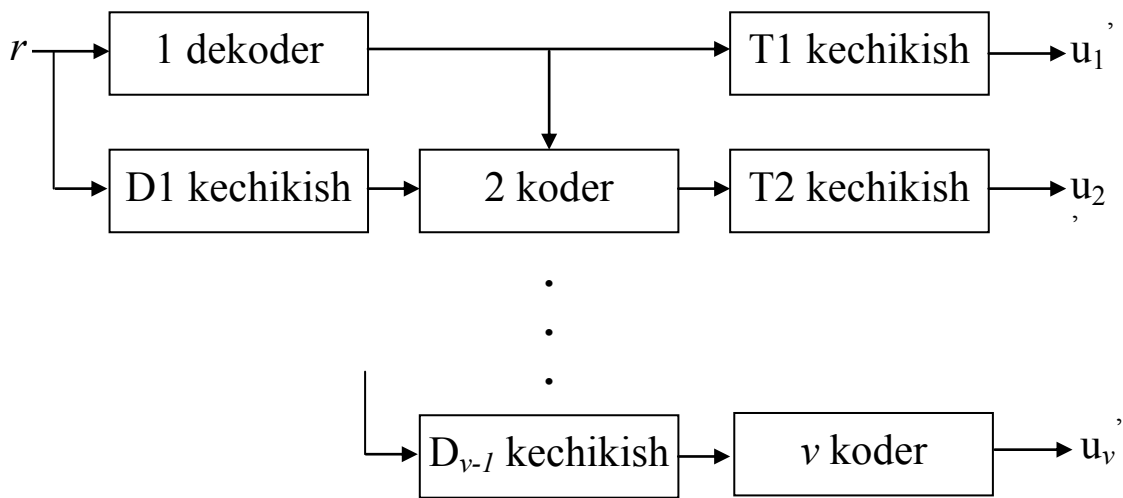 r 1 dekoder T1 kechikish u₁’
D1 kechikish 2 koder T2 kechikish u₂’
Dᵥ₋₁ kechikish v koder uᵥ’